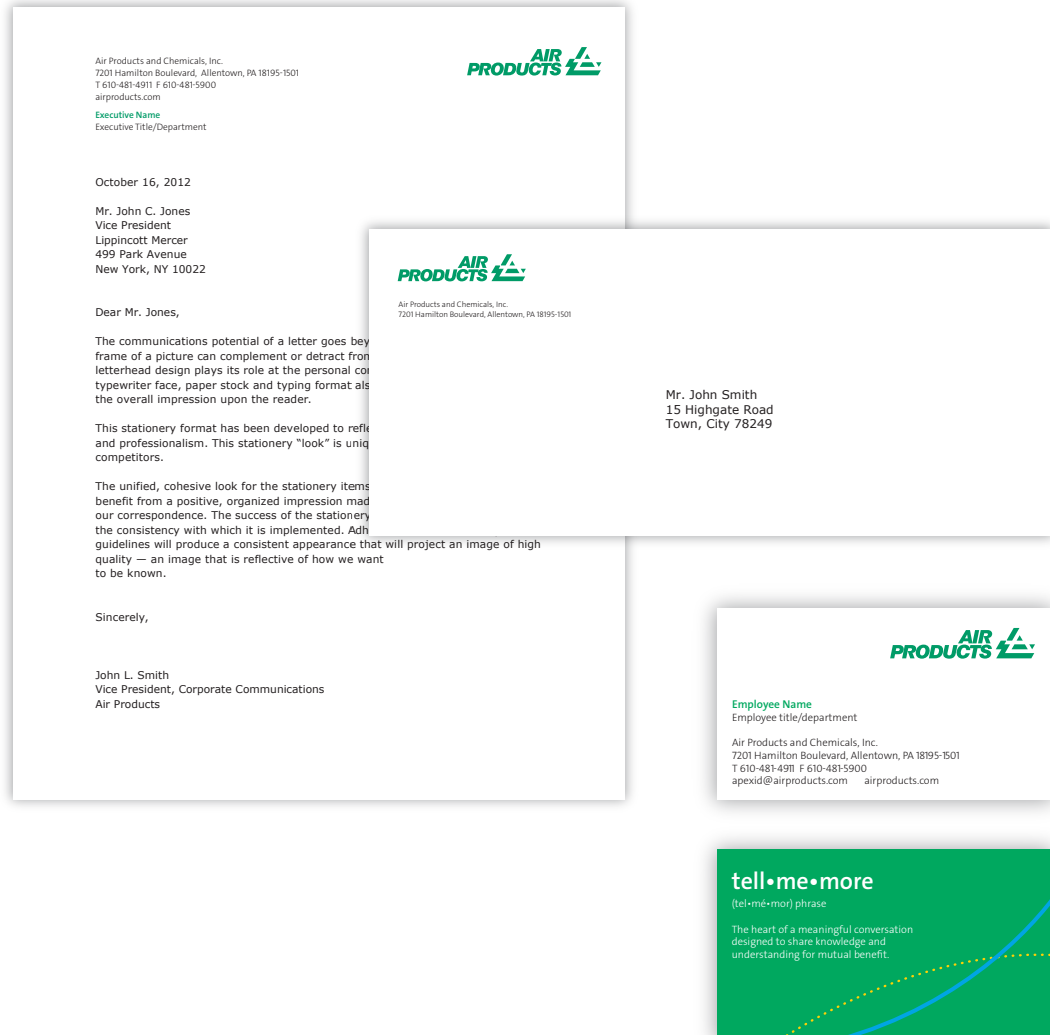 Air Products and Chemicals, Inc.
7201 Hamilton Boulevard, Allentown, PA 18195-1501
T 610-481-4911 F 610-481-5900
airproducts.com
Executive Name
Executive Title/Department
AIR
PRODUCTS
October 16, 2012
Mr. John C. Jones
Vice President
Lippincott Mercer
499 Park Avenue
New York, NY 10022
Dear Mr. Jones,
The communications potential of a letter goes
frame of a picture can complement or detract
letterhead design plays its role at the personal
typewriter face, paper stock and typing format
the overall impression upon the reader.
This stationery format has been developed to
and professionalism. This stationery “look” is
competitors.
The unified, cohesive look for the stationery items
benefit from a positive, organized impression
our correspondence. The success of the stationery
the consistency with which it is implemented.
guidelines will produce a consistent appearance that will project an image of high
quality — an image that is reflective of how we want
to be known.
Sincerely,
John L. Smith
Vice President, Corporate Communications
Air Products
AIR
PRODUCTS
Air Products and Chemicals, Inc.
7201 Hamilton Boulevard, Allentown, PA 18195-1501
Mr. John Smith
15 Highgate Road
Town, City 78249
AIR
PRODUCTS
Employee Name
Employee title/department
Air Products and Chemicals, Inc.
7201 Hamilton Boulevard, Allentown, PA 18195-1501
T 610-481-4911 F 610-481-5900
apexid@airproducts.com airproducts.com
tell•me•more
(tel•mé•mor) phrase
The heart of a meaningful conversation
designed to share knowledge and
understanding for mutual benefit.